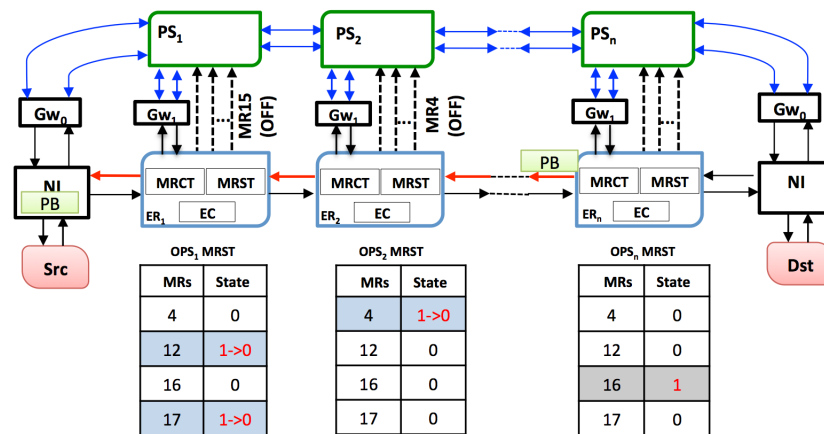 PS1
PS2
PSn
Gw0
Gw1
MR15
(OFF)
Gw1
MR4
(OFF)
Gw1
Gw0
NI
PB
MRCT
MRST
EC
ER1
MRCT
MRST
EC
ER2
PB
MRCT
MRST
EC
ERn
NI
Src
Dst
OPS1 MRST
MRs State
4 0
12 1->0
16 0
17 1->0
OPS2 MRST
MRs State
4 1->0
12 0
16 0
17 0
OPSn MRST
MRs State
4 0
12 0
16 1
17 0